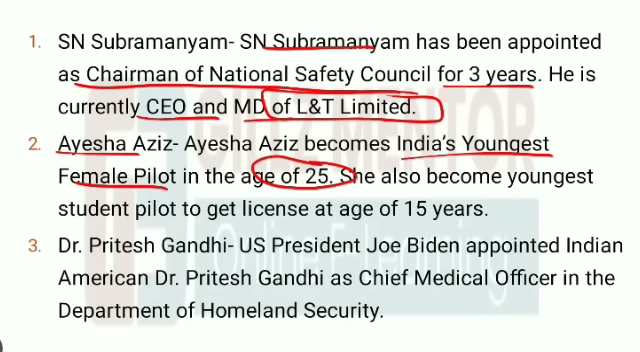 1. SN Subramanyam- SN Subramanyam has been appointed
as Chairman of National Safety Council for 3 years. He is
currently CEO and MD of L&T Limited.
2. Ayesha Aziz- Ayesha Aziz becomes India's Youngest
Female Pilot in the age of 25. She also become youngest
student pilot to get license at age of 15 years.
3. Dr. Pritesh Gandhi- US President Joe Biden appointed Indian
American Dr. Pritesh Gandhi as Chief Medical Officer in the
Department of Homeland Security.